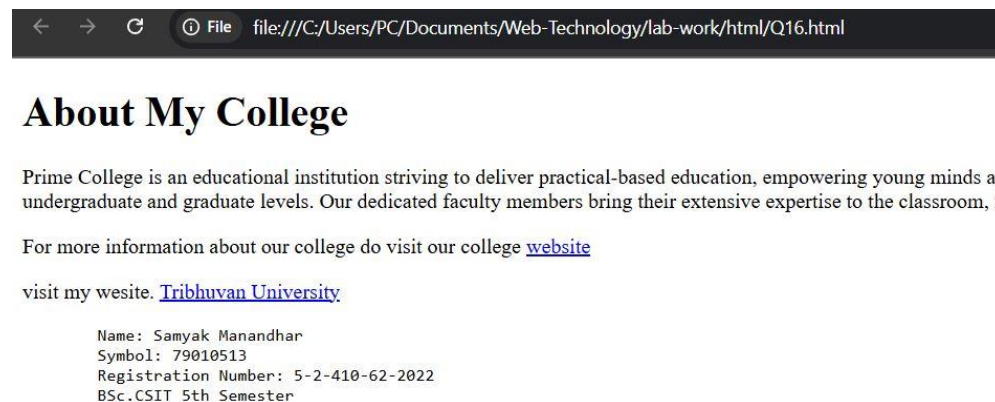 File file:///C:/Users/PC/Documents/Web-Technology/lab-work/html/Q16.html
About My College
Prime College is an educational institution striving to deliver practical-based education, empowering young minds a
undergraduate and graduate levels. Our dedicated faculty members bring their extensive expertise to the classroom,
For more information about our college do visit our college website
visit my wesite. Tribhuvan University
Name: Samyak Manandhar
Symbol: 79010513
Registration Number: 5-2-410-62-2022
BSc.CSIT 5th Semester